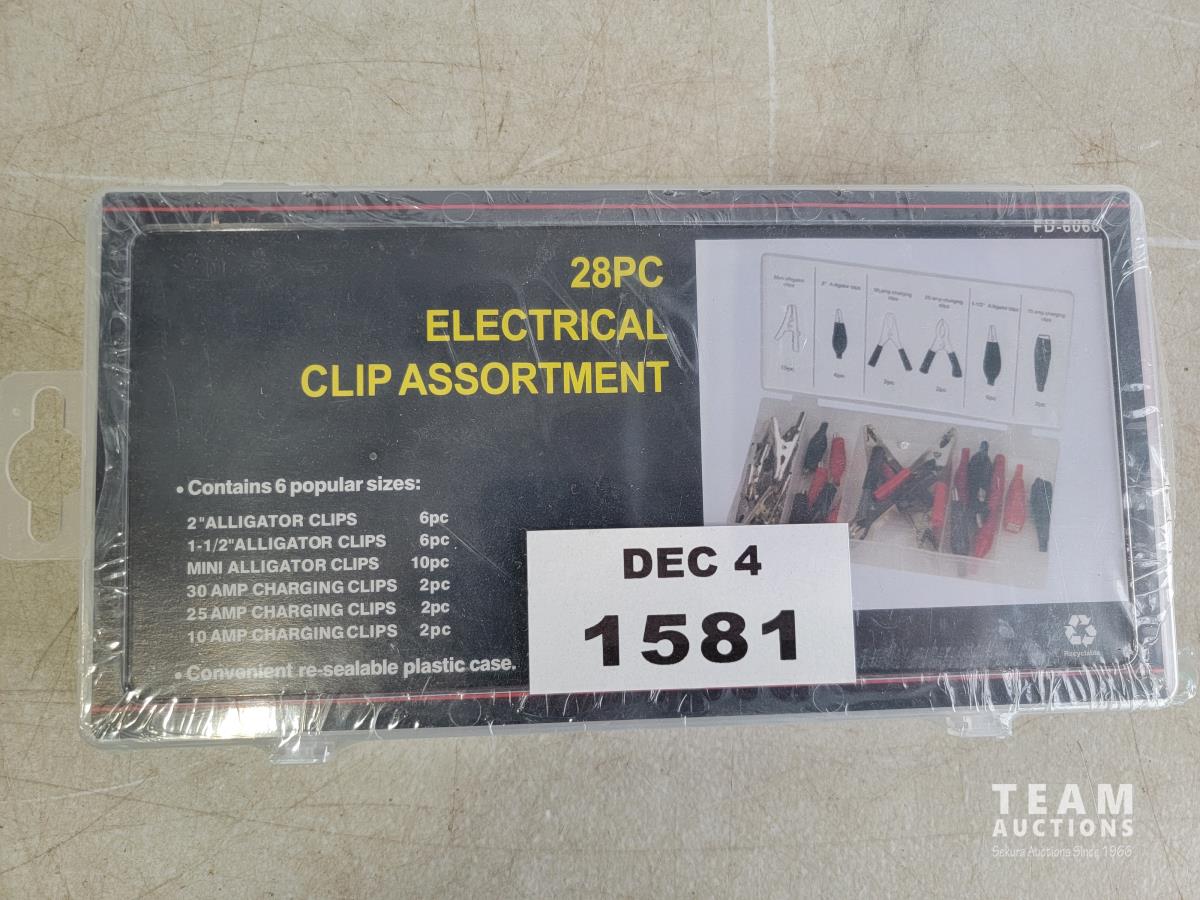 FD-6066
28PC
ELECTRICAL
CLIP ASSORTMENT
• Contains 6 popular sizes:
2"ALLIGATOR CLIPS 6pc
1-1/2"ALLIGATOR CLIPS 6pc
MINI ALLIGATOR CLIPS 10pc
30 AMP CHARGING CLIPS 2pc
25 AMP CHARGING CLIPS 2pc
10 AMP CHARGING CLIPS 2pc
• Convenient re-sealable plastic case.
DEC 4
1581
Recyclable
TEAM
AUCTIONS
Sekura Auctions Since 1966